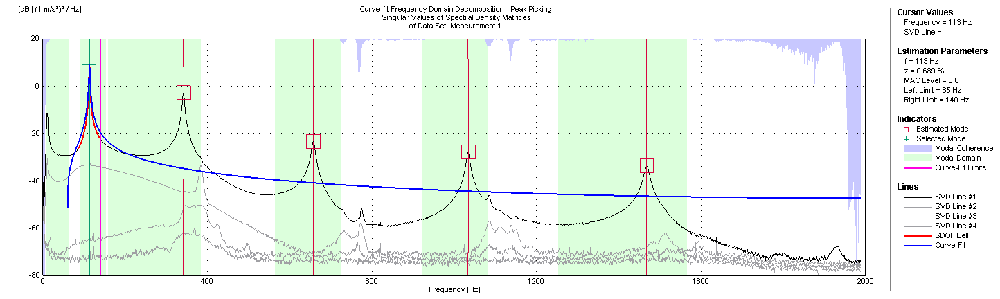 [dB | (1 m/s²)² / Hz]
Curve-fit Frequency Domain Decomposition - Peak Picking
Singular Values of Spectral Density Matrices
of Data Set: Measurement 1
20
0
-20
-40
-60
-80
0
400
800
1200
1600
2000
Frequency [Hz]
Cursor Values
Frequency = 113 Hz
SVD Line =
Estimation Parameters
f = 113 Hz
z = 0.689 %
MAC Level = 0.8
Left Limit = 85 Hz
Right Limit = 140 Hz
Indicators
Estimated Mode
Selected Mode
Modal Coherence
Modal Domain
Curve-Fit Limits
Lines
SVD Line #1
SVD Line #2
SVD Line #3
SVD Line #4
SDOF Bell
Curve-Fit